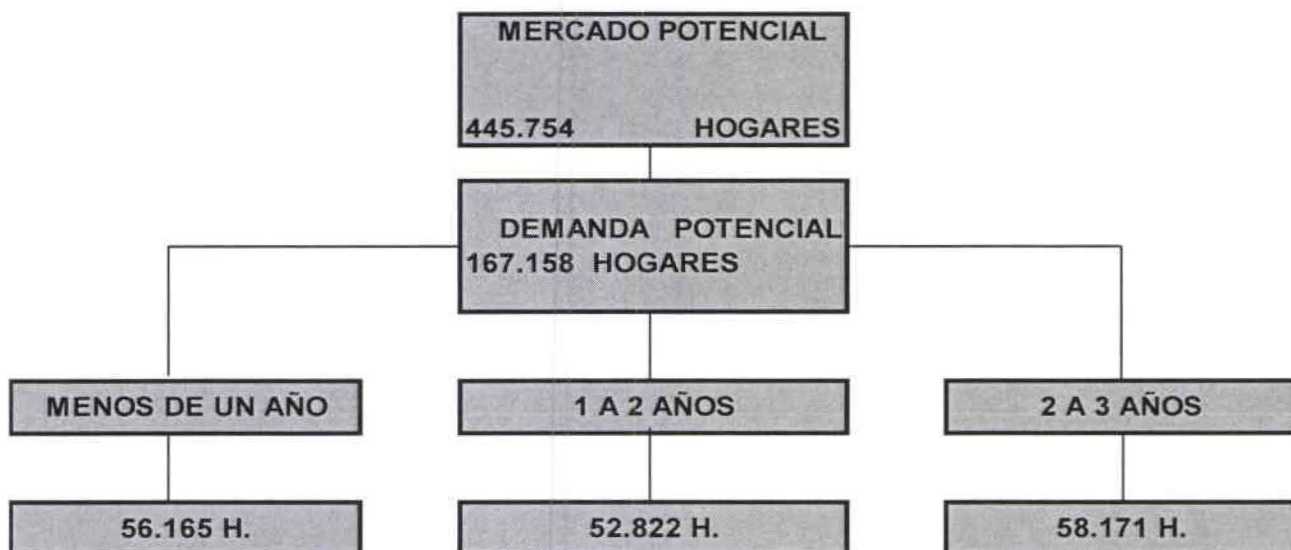 MERCADO POTENCIAL
445.754 HOGARES
DEMANDA POTENCIAL
167.158 HOGARES
MENOS DE UN AÑO
1 A 2 AÑOS
2 A 3 AÑOS
56.165 H.
52.822 H.
58.171 H.